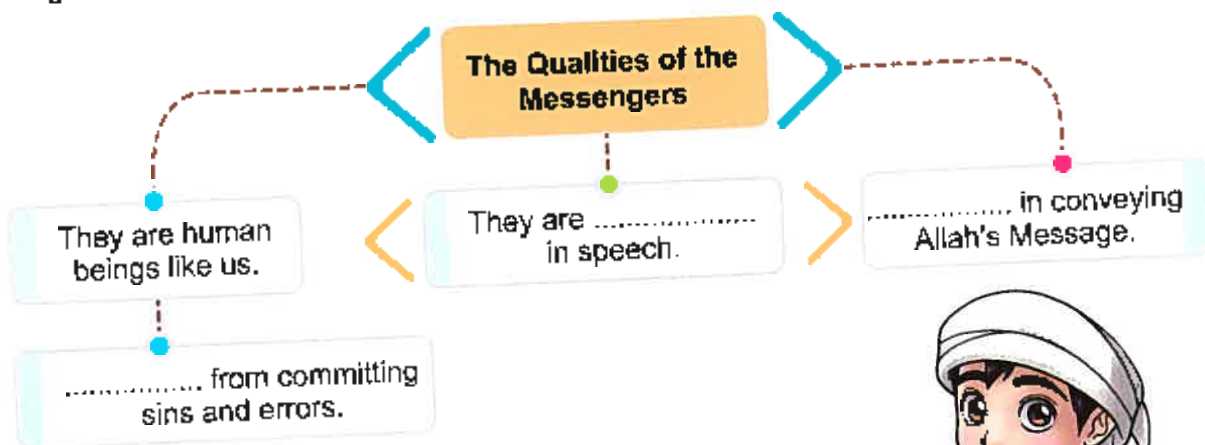 The Qualities of the
Messengers
They are human
beings like us.
They are ..................
in speech.
................ in conveying
Allah's Message.
................ from committing
sins and errors.